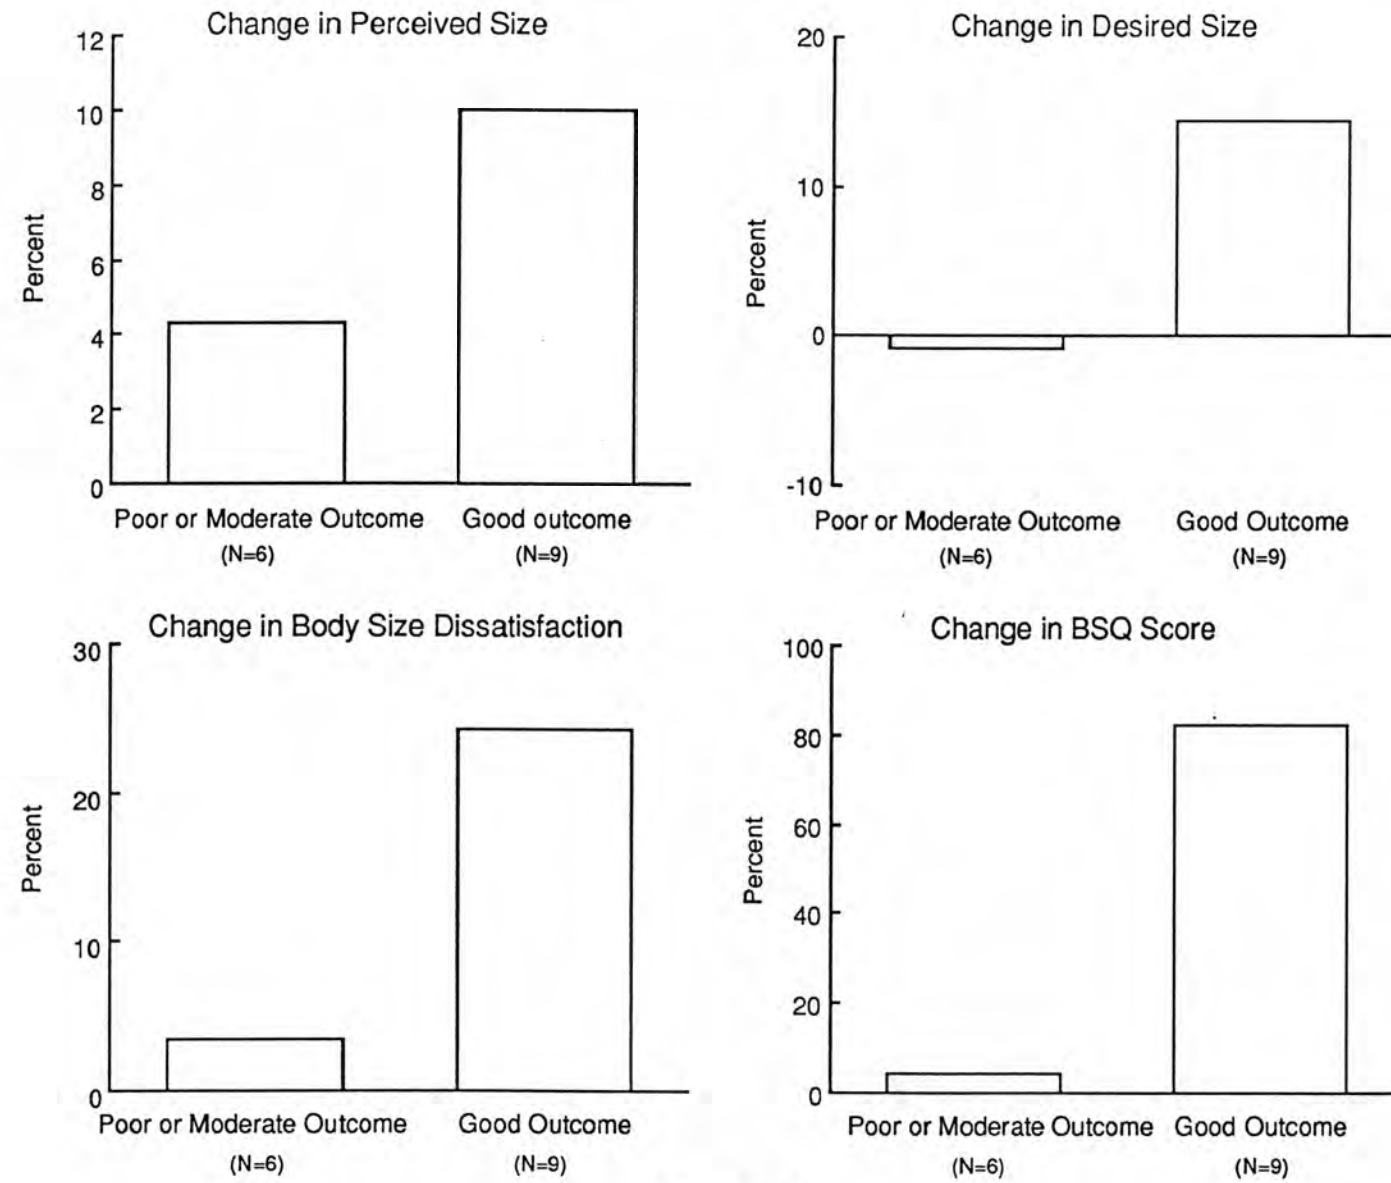 Change in Perceived Size
12
10
8
6
4
2
0
Percent
Poor or Moderate Outcome
Good outcome
(N=6)
(N=9)
Change in Desired Size
20
10
0
-10
Percent
Poor or Moderate Outcome
Good Outcome
(N=6)
(N=9)
Change in Body Size Dissatisfaction
30
20
10
0
Percent
Poor or Moderate Outcome
Good Outcome
(N=6)
(N=9)
Change in BSQ Score
100
80
60
40
20
0
Percent
Poor or Moderate Outcome
Good Outcome
(N=6)
(N=9)